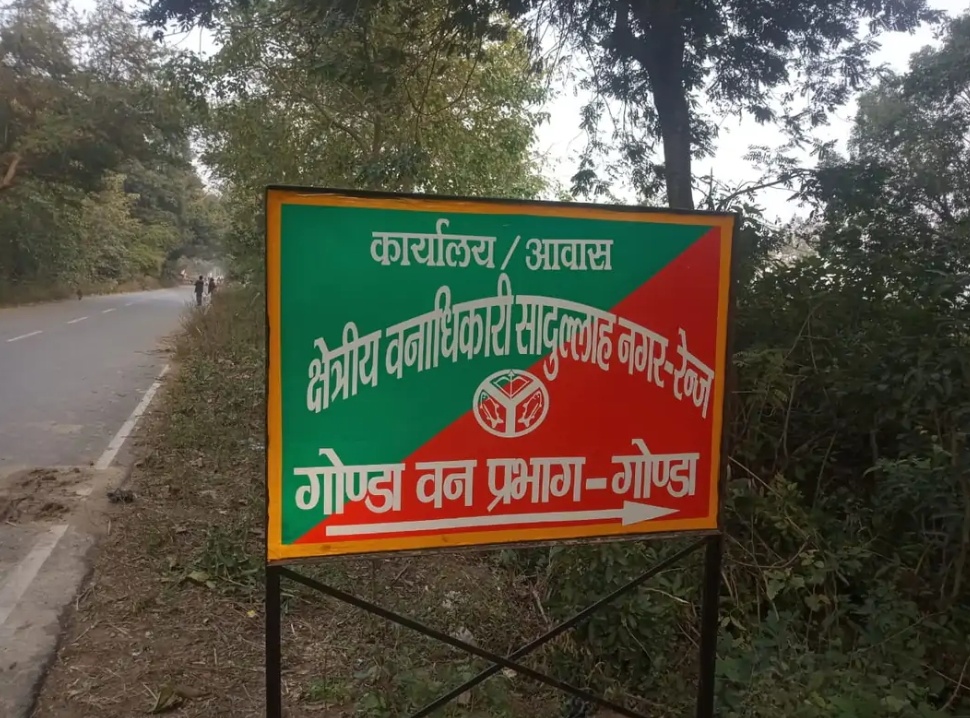 कार्यालय / आवास
क्षेत्रीय वनाधिकारी सादुल्लाह नगर-रेन्ज
गोण्डा वन प्रभाग-गोण्डा